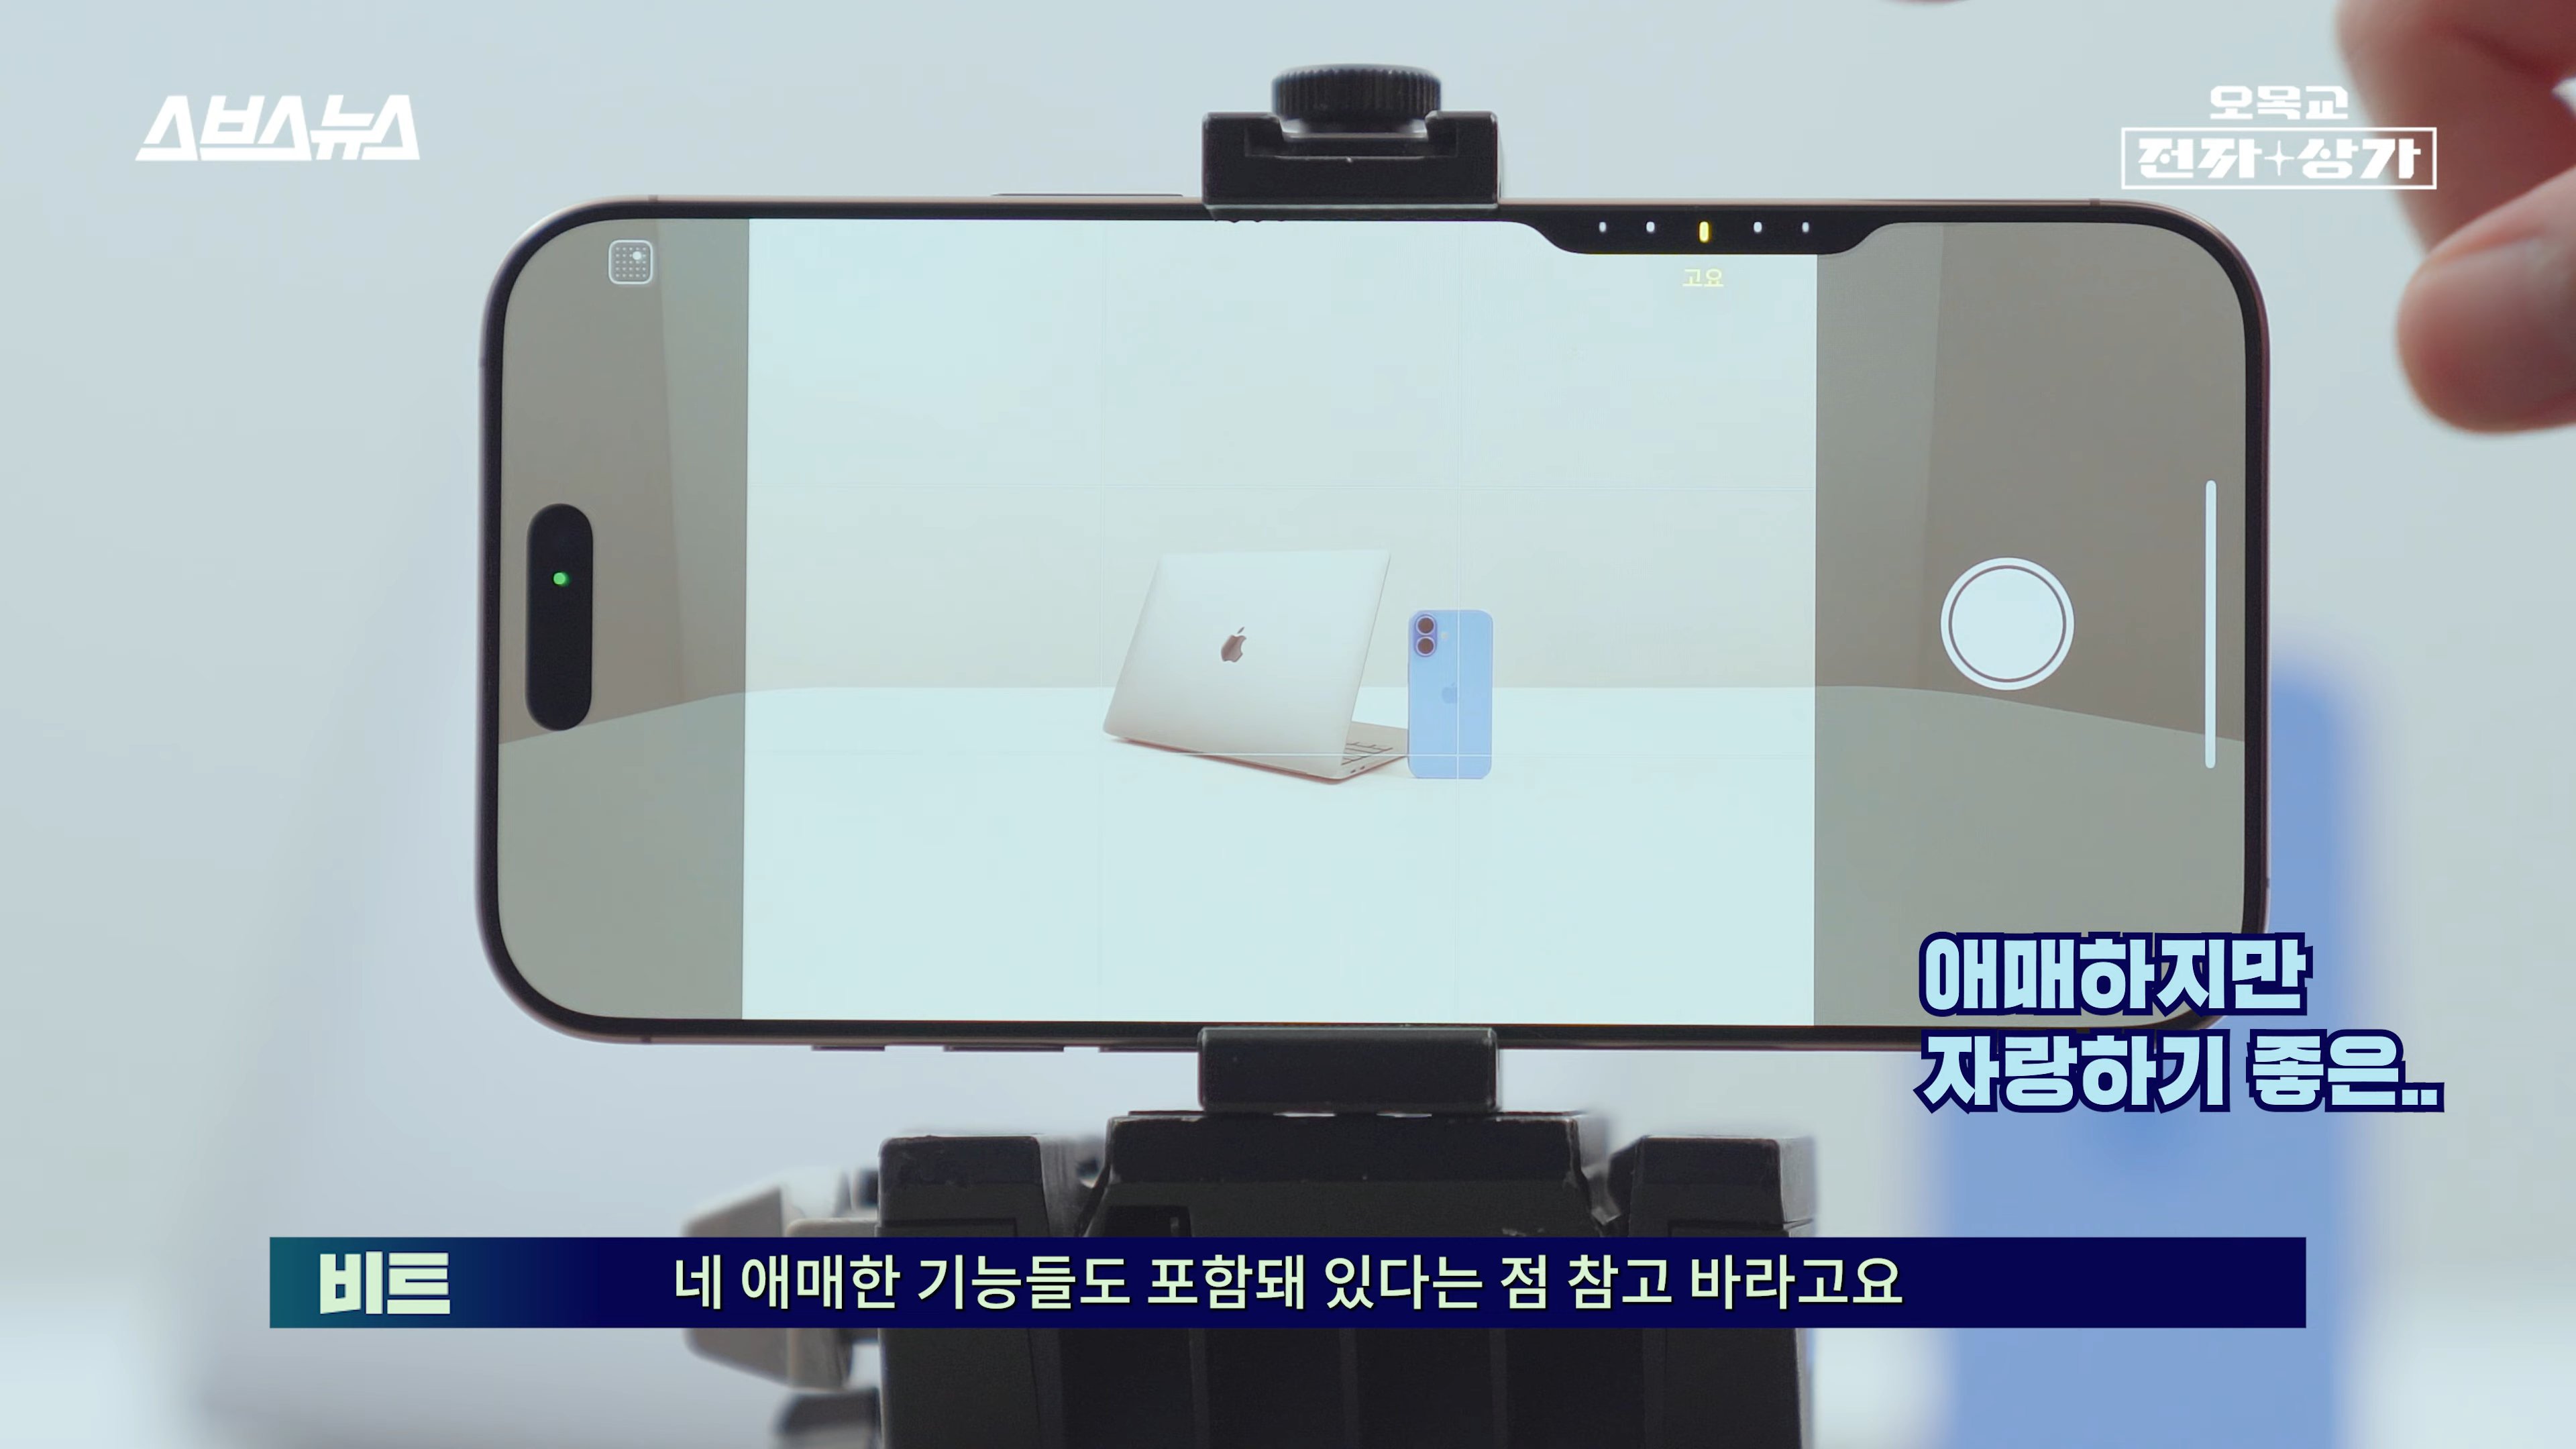 스브스뉴스
오목교
전자상가
고요
애매하지만
자랑하기 좋은..
비트
네 애매한 기능들도 포함돼 있다는 점 참고 바라고요